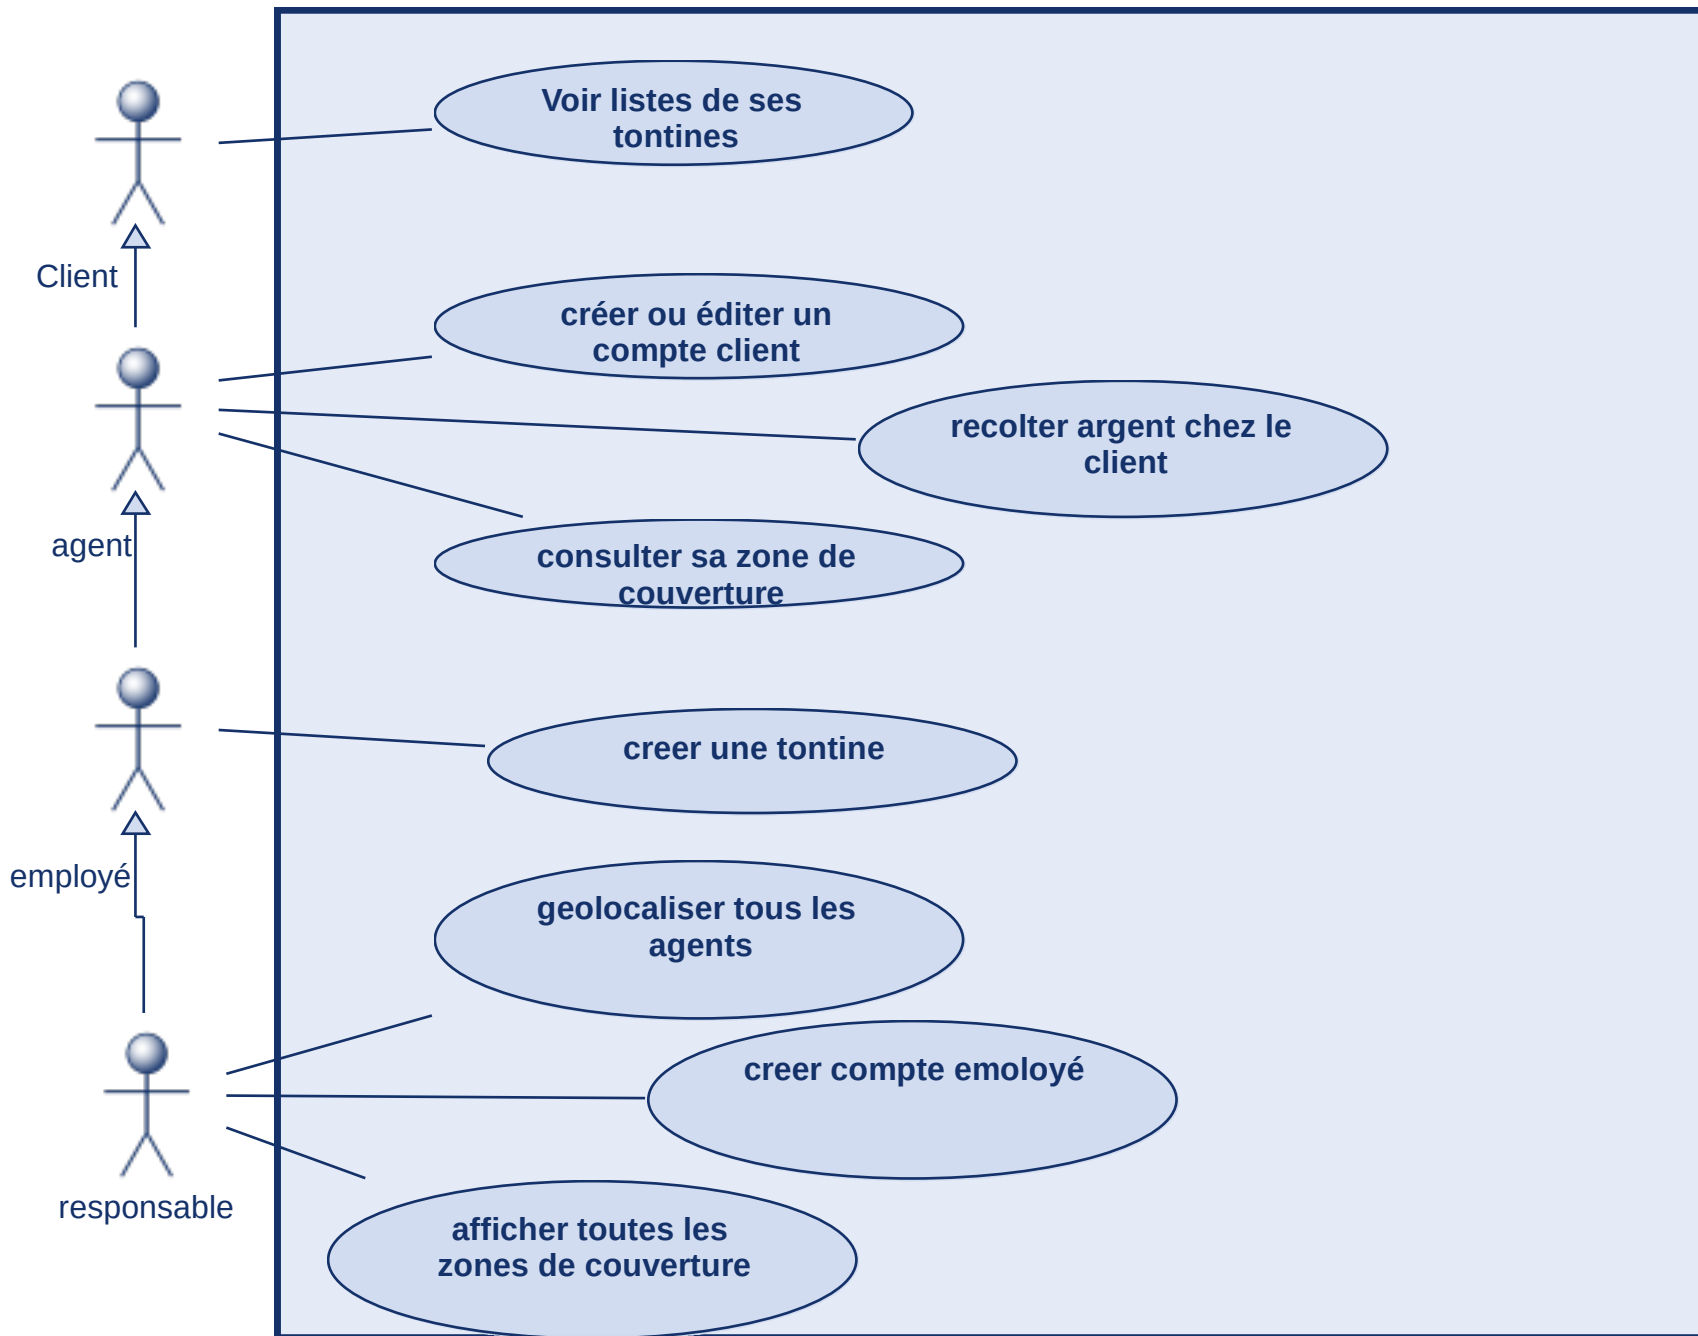 Voir listes de ses
tontines
Client
créer ou éditer un
compte client
recolter argent chez le
client
agent
consulter sa zone de
couverture
creer une tontine
employé
geolocaliser tous les
agents
creer compte emoloyé
responsable
afficher toutes les
zones de couverture